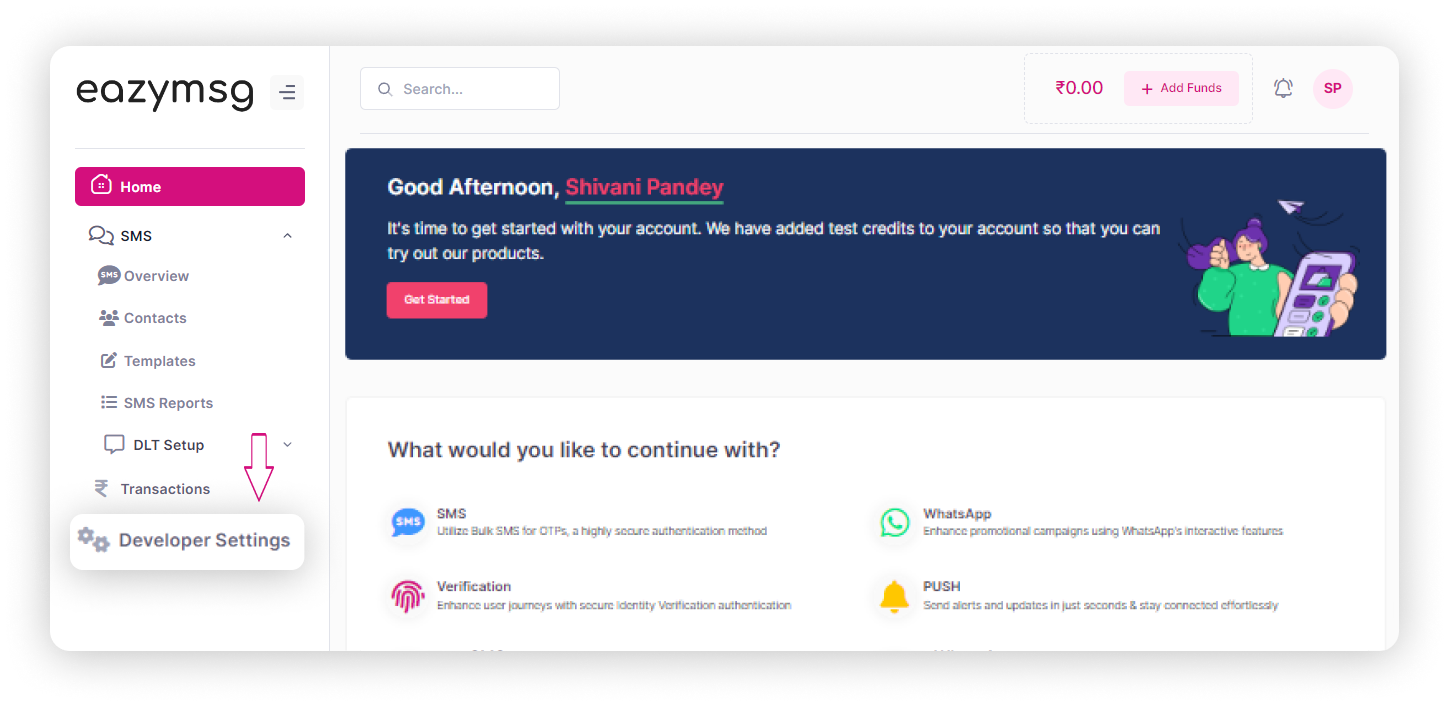 eazymsg
Search...
₹0.00
+ Add Funds
SP
Home
SMS
SMS Overview
Contacts
Templates
SMS Reports
DLT Setup
Transactions
Developer Settings
Good Afternoon, Shivani Pandey
It's time to get started with your account. We have added test credits to your account so that you can
try out our products.
Get Started
What would you like to continue with?
SMS
SMS
Utilize Bulk SMS for OTPs, a highly secure authentication method
WhatsApp
Enhance promotional campaigns using WhatsApp's interactive features
Verification
Enhance user journeys with secure Identity Verification authentication
PUSH
Send alerts and updates in just seconds & stay connected effortlessly